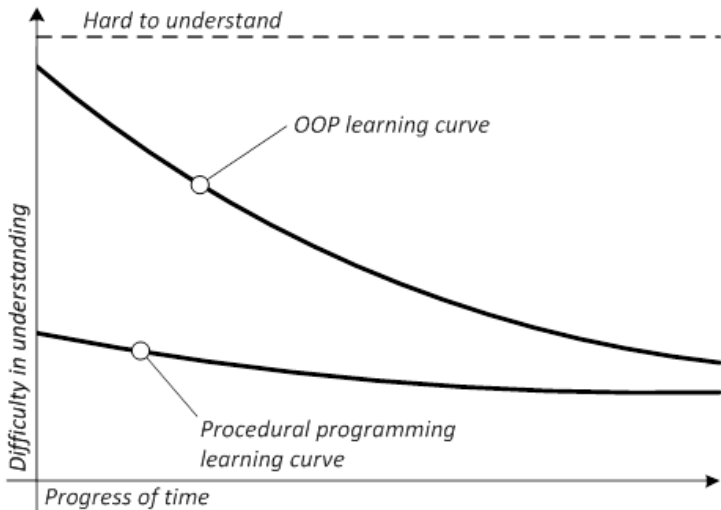 Hard to understand
OOP learning curve
Difficulty in understanding
Procedural programming
learning curve
Progress of time